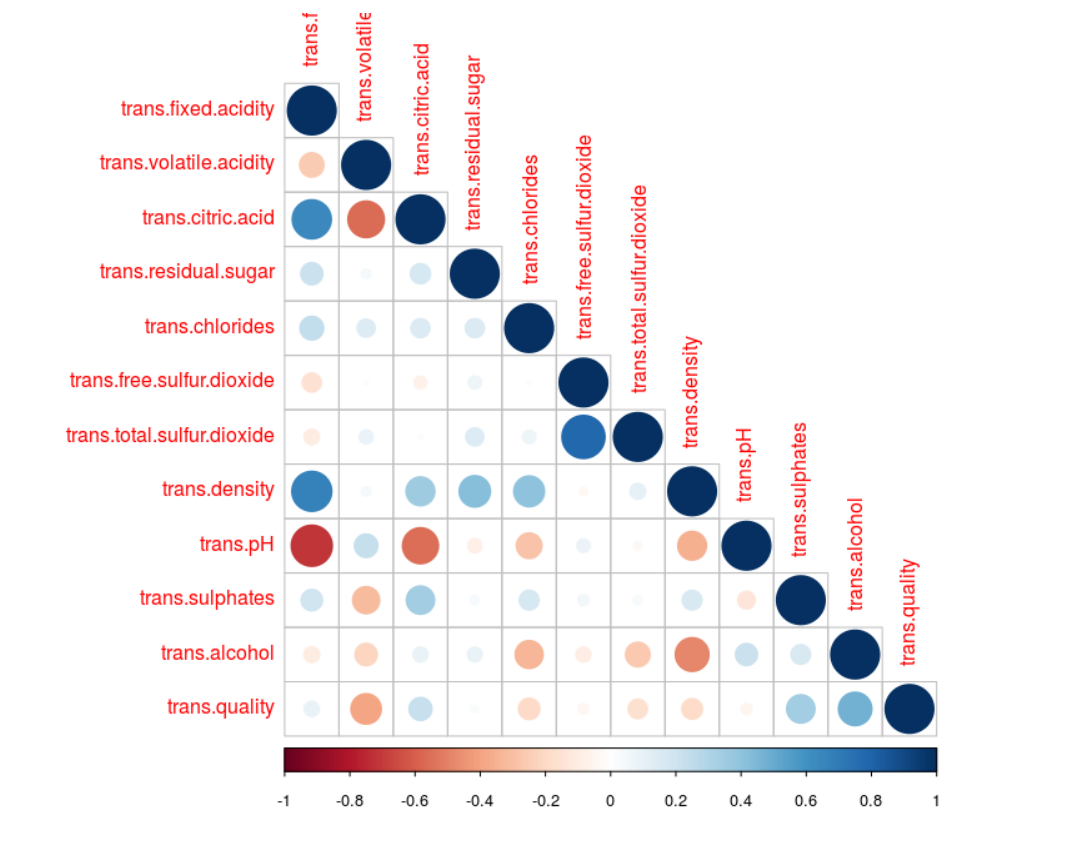 trans.f
trans.volatile
trans.citric.acid
trans.residual.sugar
trans.chlorides
trans.free.sulfur.dioxide
trans.total.sulfur.dioxide
trans.density
trans.pH
trans.sulphates
trans.alcohol
trans.quality
trans.fixed.acidity
trans.volatile.acidity
trans.citric.acid
trans.residual.sugar
trans.chlorides
trans.free.sulfur.dioxide
trans.total.sulfur.dioxide
trans.density
trans.pH
trans.sulphates
trans.alcohol
trans.quality
-1 -0.8 -0.6 -0.4 -0.2 0 0.2 0.4 0.6 0.8 1